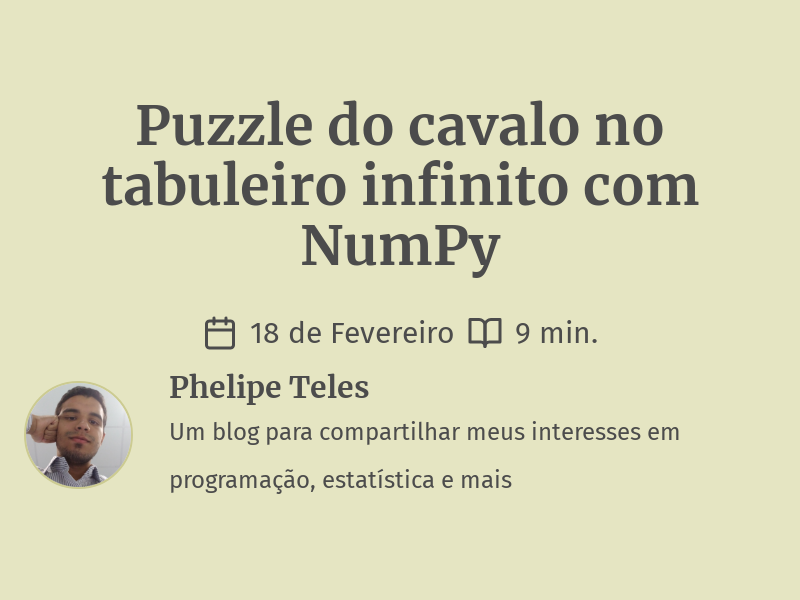 Puzzle do cavalo no
tabuleiro infinito com
NumPy
18 de Fevereiro 9 min.
Phelipe Teles
Um blog para compartilhar meus interesses em
programação, estatística e mais